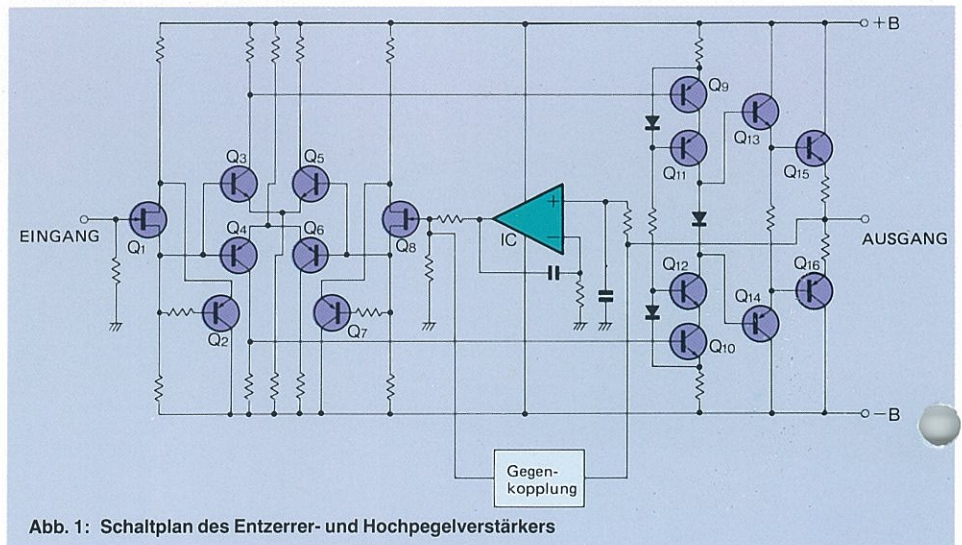 +B
Q9
Q3
Q5
Q13
Q11
Q15
EINGANG
Q1
Q4
Q6
Q8
+
IC
−
AUSGANG
Q12
Q16
Q2
Q7
Q14
Q10
−B
Gegen-
kopplung
Abb. 1: Schaltplan des Entzerrer- und Hochpegelverstärkers